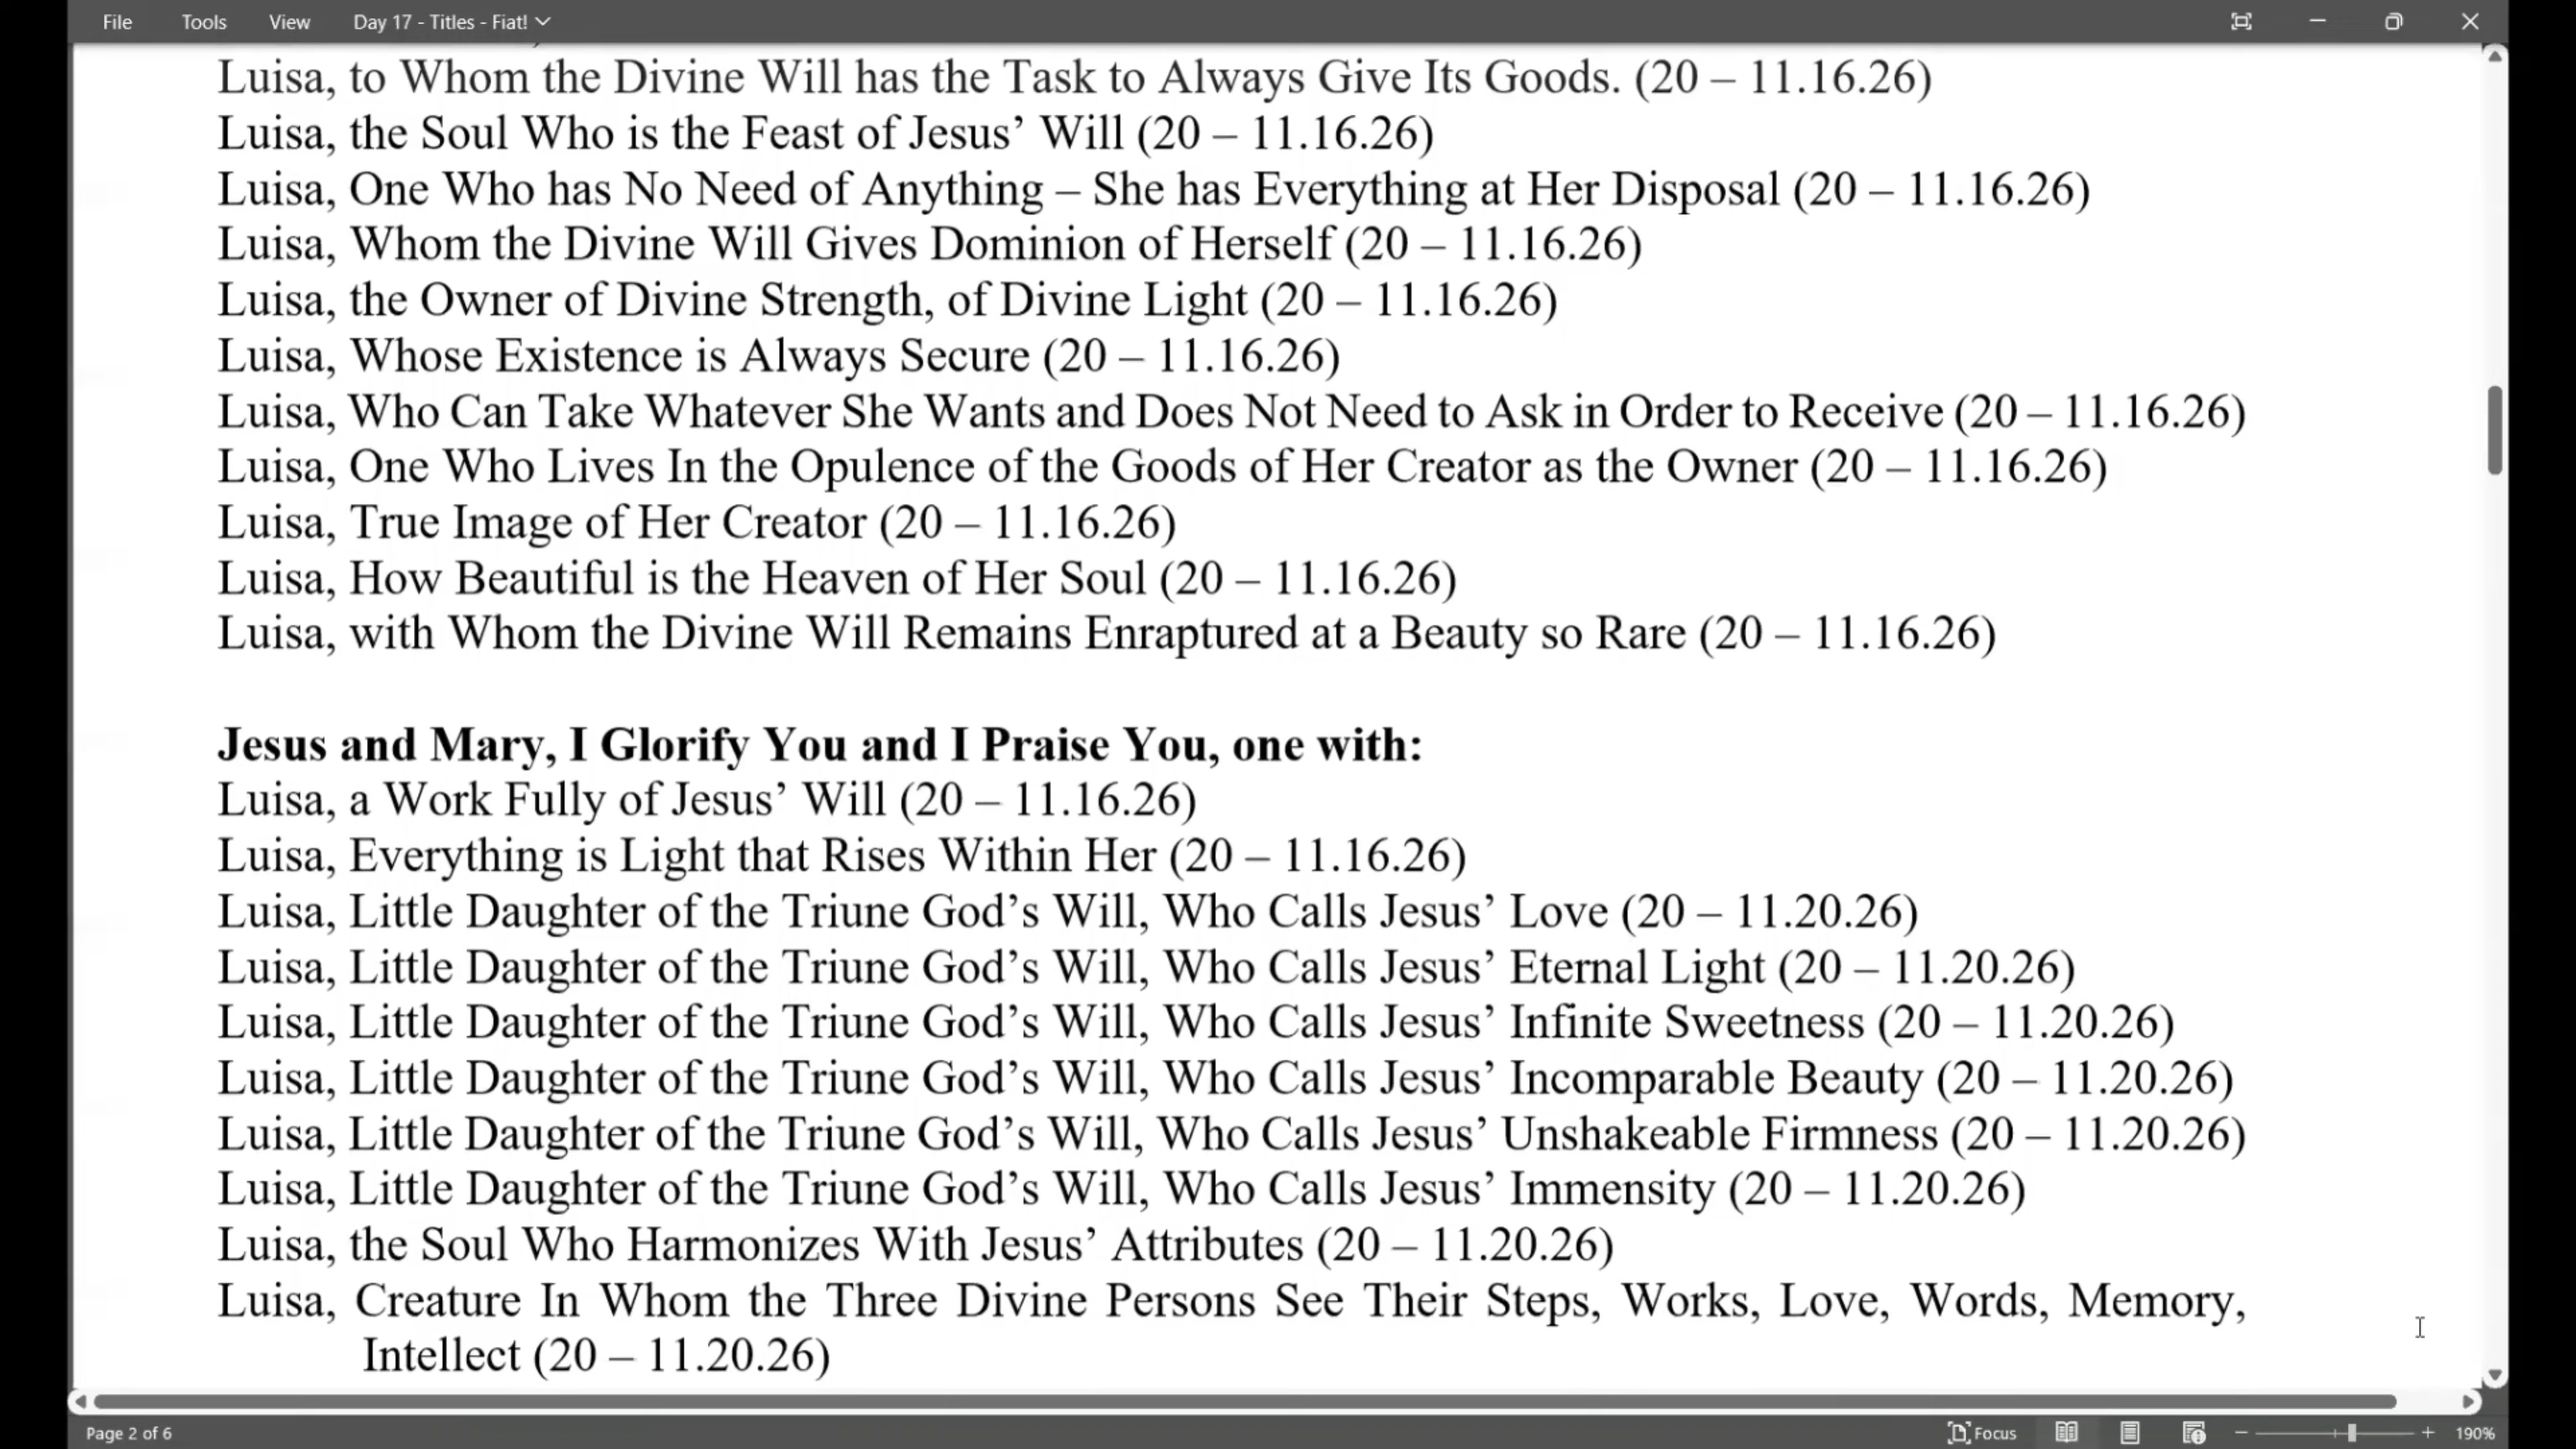 File Tools View Day 17 - Titles - Fiat!
Luisa, to Whom the Divine Will has the Task to Always Give Its Goods. (20 – 11.16.26)
Luisa, the Soul Who is the Feast of Jesus’ Will (20 – 11.16.26)
Luisa, One Who has No Need of Anything – She has Everything at Her Disposal (20 – 11.16.26)
Luisa, Whom the Divine Will Gives Dominion of Herself (20 – 11.16.26)
Luisa, the Owner of Divine Strength, of Divine Light (20 – 11.16.26)
Luisa, Whose Existence is Always Secure (20 – 11.16.26)
Luisa, Who Can Take Whatever She Wants and Does Not Need to Ask in Order to Receive (20 – 11.16.26)
Luisa, One Who Lives In the Opulence of the Goods of Her Creator as the Owner (20 – 11.16.26)
Luisa, True Image of Her Creator (20 – 11.16.26)
Luisa, How Beautiful is the Heaven of Her Soul (20 – 11.16.26)
Luisa, with Whom the Divine Will Remains Enraptured at a Beauty so Rare (20 – 11.16.26)
Jesus and Mary, I Glorify You and I Praise You, one with:
Luisa, a Work Fully of Jesus’ Will (20 – 11.16.26)
Luisa, Everything is Light that Rises Within Her (20 – 11.16.26)
Luisa, Little Daughter of the Triune God’s Will, Who Calls Jesus’ Love (20 – 11.20.26)
Luisa, Little Daughter of the Triune God’s Will, Who Calls Jesus’ Eternal Light (20 – 11.20.26)
Luisa, Little Daughter of the Triune God’s Will, Who Calls Jesus’ Infinite Sweetness (20 – 11.20.26)
Luisa, Little Daughter of the Triune God’s Will, Who Calls Jesus’ Incomparable Beauty (20 – 11.20.26)
Luisa, Little Daughter of the Triune God’s Will, Who Calls Jesus’ Unshakeable Firmness (20 – 11.20.26)
Luisa, Little Daughter of the Triune God’s Will, Who Calls Jesus’ Immensity (20 – 11.20.26)
Luisa, the Soul Who Harmonizes With Jesus’ Attributes (20 – 11.20.26)
Luisa, Creature In Whom the Three Divine Persons See Their Steps, Works, Love, Words, Memory,
Intellect (20 – 11.20.26)
Page 2 of 6 Focus 190%